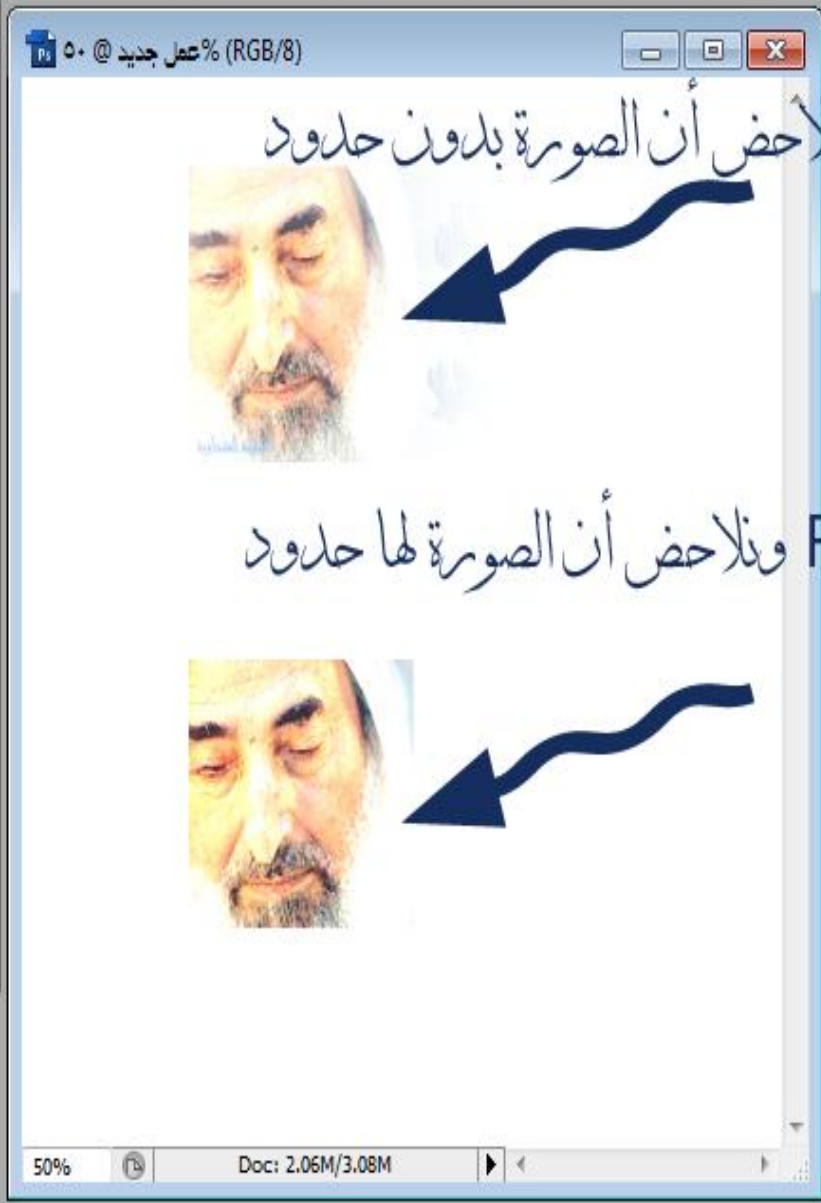 عمل جديد @ ٥٠% (RGB/8)
لاحض أن الصورة بدون حدود
ونلاحض أن الصورة لها حدود
50%
Doc: 2.06M/3.08M